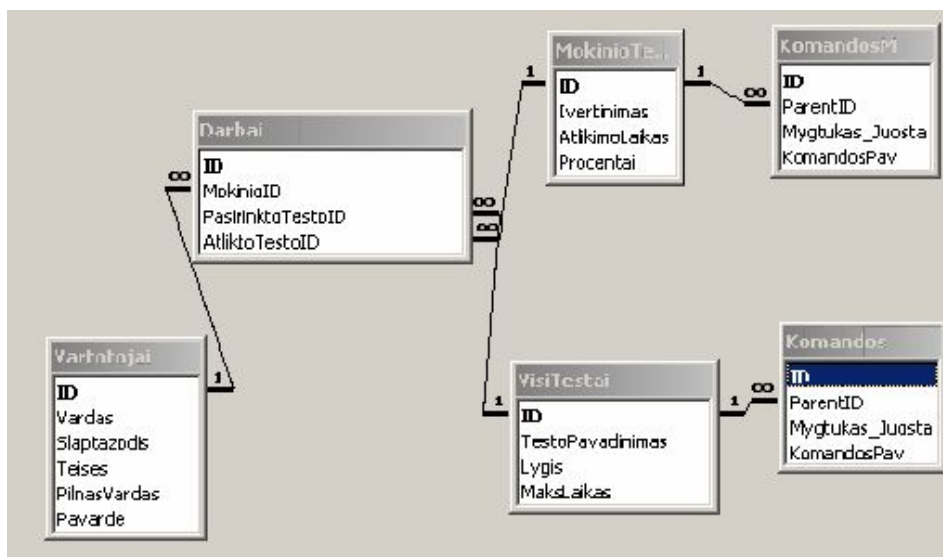 MokinioTe...
ID
Ivertinimas
AtlikimoLaikas
Procentai
KomandosM
ID
ParentID
Mygtukas_Juosta
KomandosPav
Darbai
ID
MokinioID
PasirinktoTestoID
AtliktoTestoID
Vartotojai
ID
Vardas
Slaptazodis
Teises
PilnasVardas
Pavarde
VisiTestai
ID
TestoPavadinimas
Lygis
MaksLaikas
Komandos
ID
ParentID
Mygtukas_Juosta
KomandosPav
1
1
∞
∞
∞
∞
1
1
1
∞